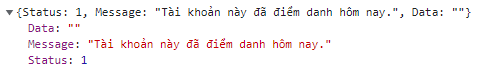 ▼{Status: 1, Message: "Tài khoản này đã điểm danh hôm nay.", Data: ""}
Data: ""
Message: "Tài khoản này đã điểm danh hôm nay."
Status: 1